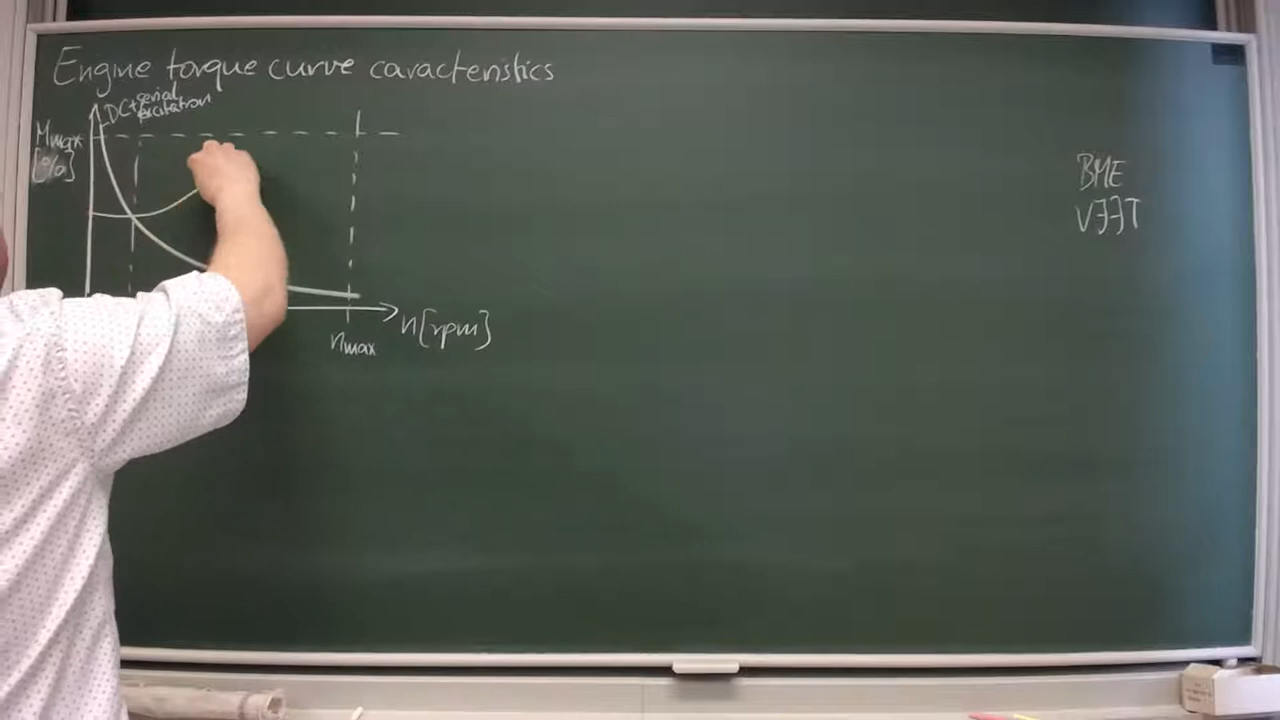 Engine torque curve caracteristics
DC+serial
excitation
Mmax
[%]
n[rpm]
nmax
BME
VJJT